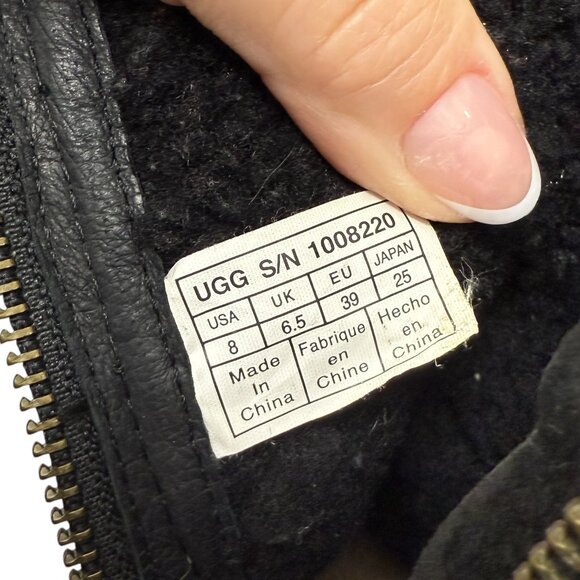 UGG S/N 1008220
USA UK EU JAPAN
8 6.5 39 25
Made Fabrique Hecho
In en en
China Chine China